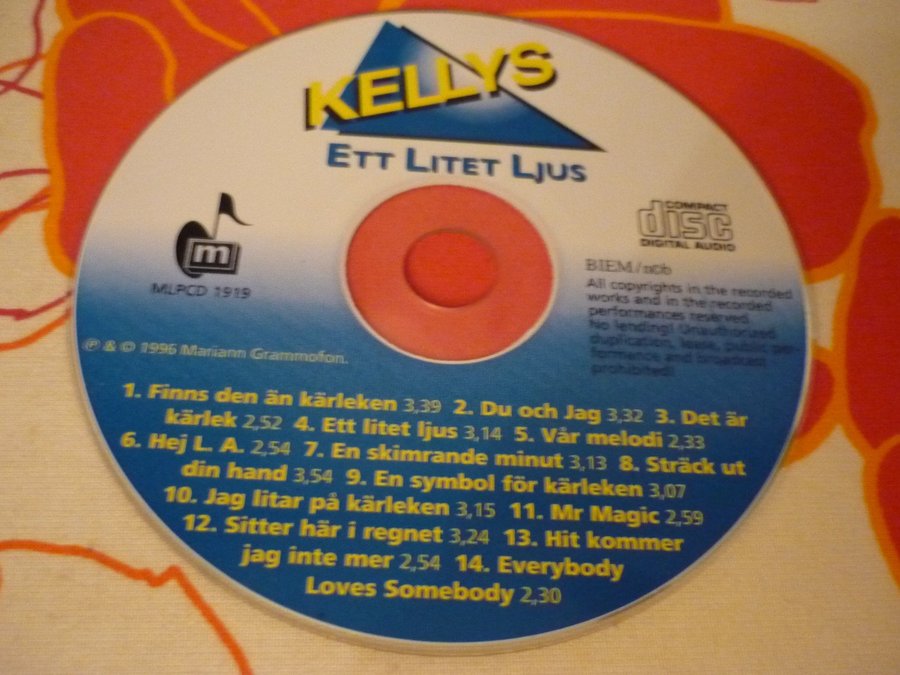 KELLYS
ETT LITET LJUS
m
MLPCD 1919
COMPACT
disc
DIGITAL AUDIO
BIEM/ncb
All copyrights in the recorded
works and in the recorded
performances reserved.
No lending! Unauthorized
duplication, lease, public per-
formance and broadcast
prohibited!
℗ & © 1996 Mariann Grammofon.
1. Finns den än kärleken 3,39 2. Du och Jag 3,32 3. Det är
kärlek 2,52 4. Ett litet ljus 3,14 5. Vår melodi 2,33
6. Hej L. A. 2,54 7. En skimrande minut 3,13 8. Sträck ut
din hand 3,54 9. En symbol för kärleken 3,07
10. Jag litar på kärleken 3,15 11. Mr Magic 2,59
12. Sitter här i regnet 3,24 13. Hit kommer
jag inte mer 2,54 14. Everybody
Loves Somebody 2,30